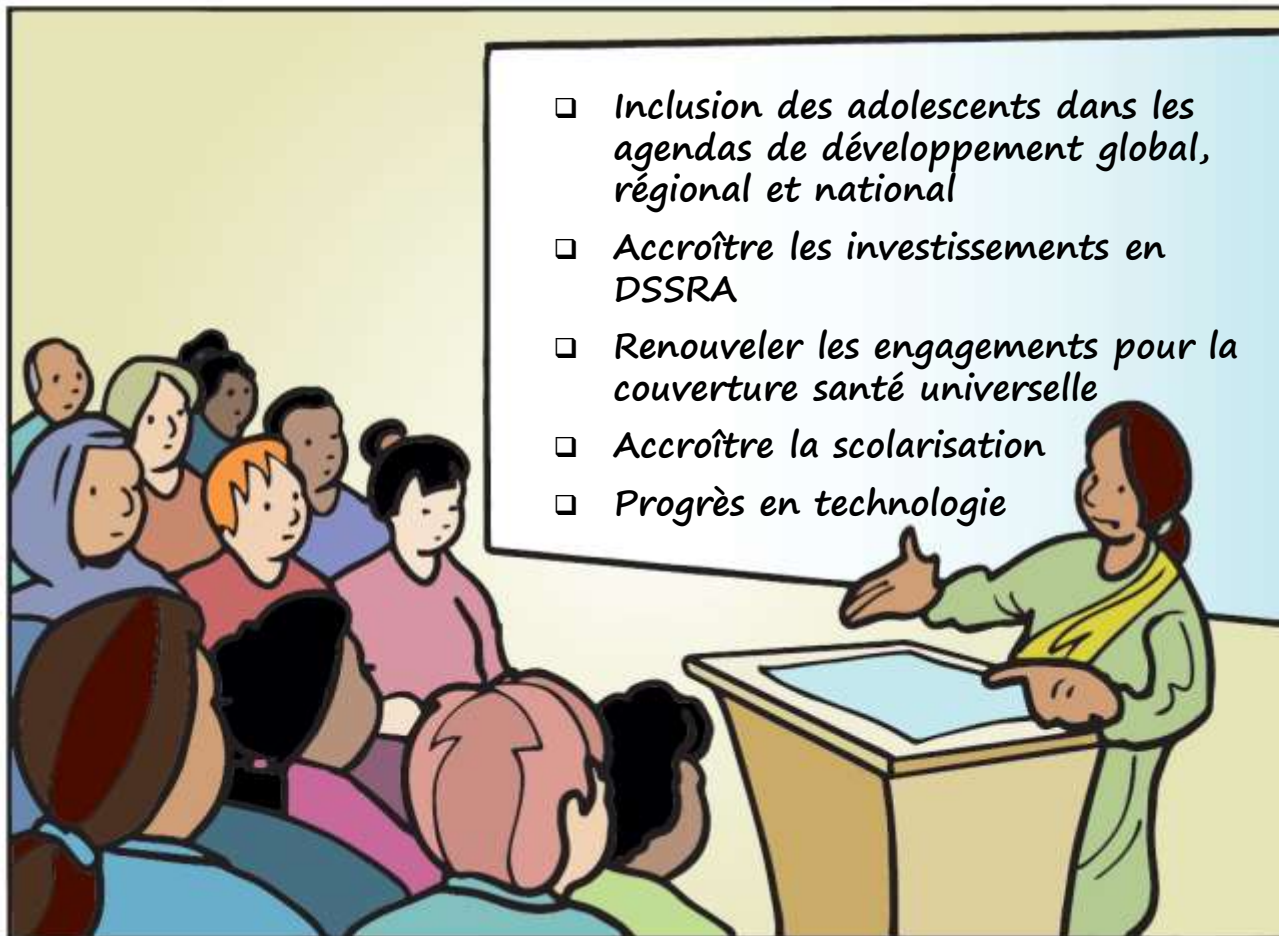 ❑ Inclusion des adolescents dans les
agendas de développement global,
régional et national
❑ Accroître les investissements en
DSSRA
❑ Renouveler les engagements pour la
couverture santé universelle
❑ Accroître la scolarisation
❑ Progrès en technologie